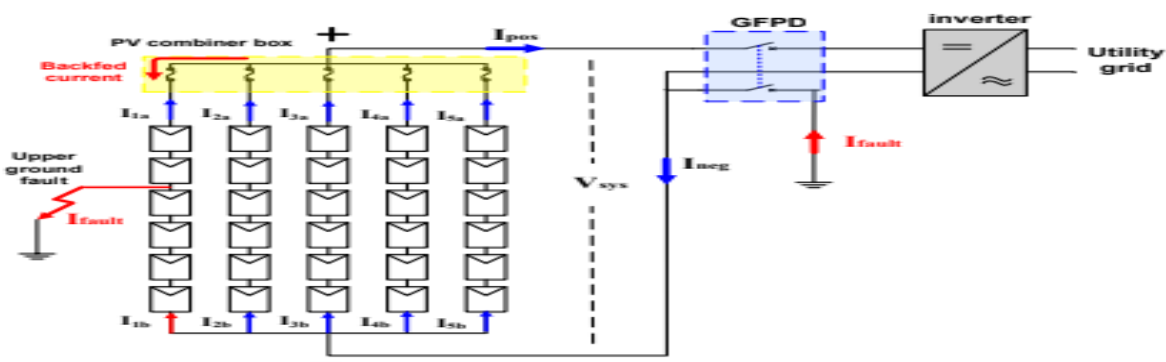 GFPD
inverter
PV combiner box
+
Ipos
Backfed
current
Utility
grid
I1a
I2a
I3a
I4a
I5a
Upper
ground
fault
Ifault
Ineg
Ifault
Vsys
I1b
I2b
I3b
I4b
I5b